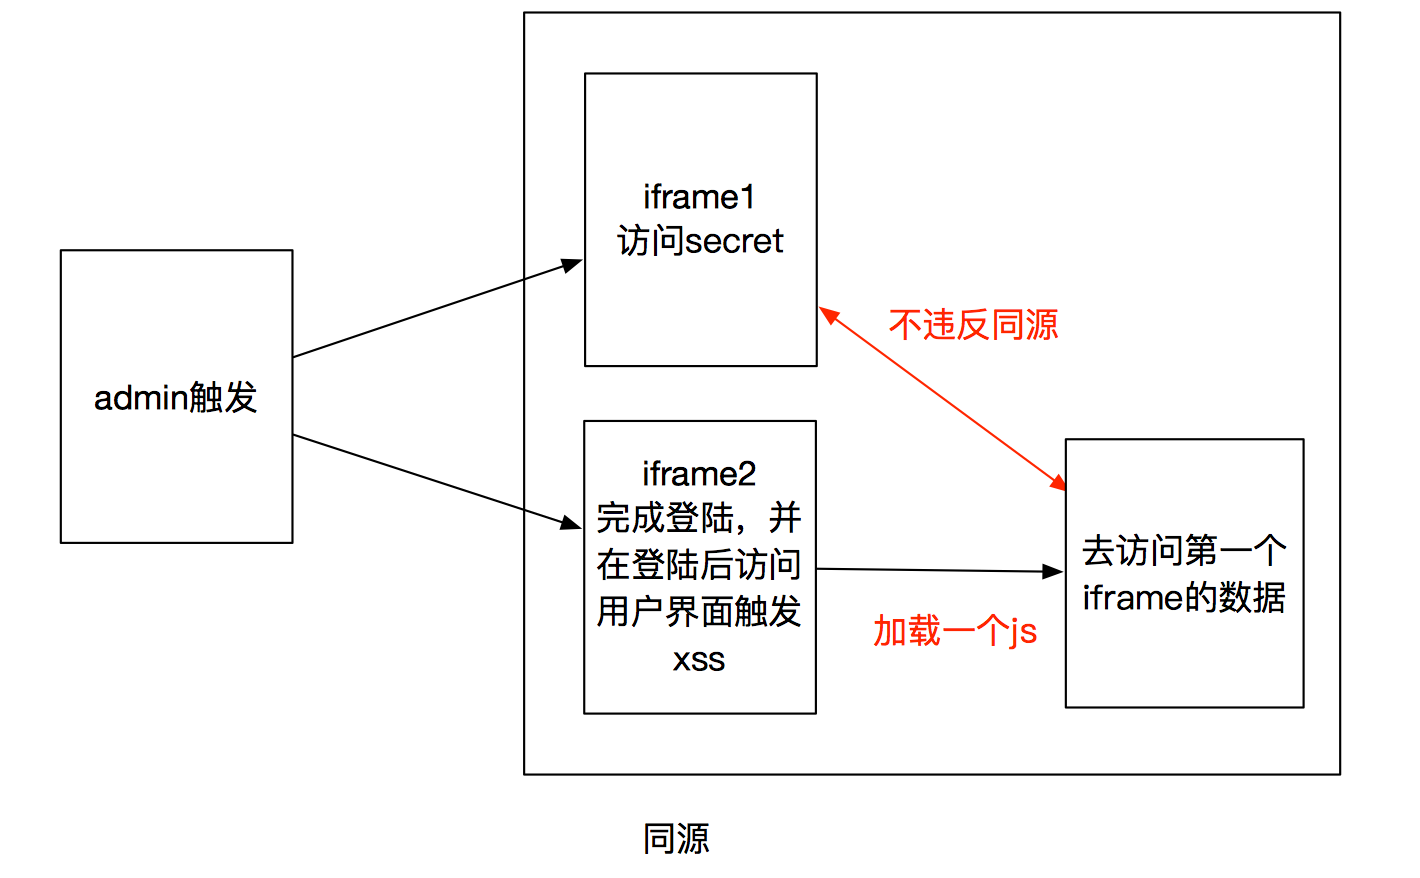 admin触发
iframe1
访问secret
不违反同源
iframe2
完成登陆，并
在登陆后访问
用户界面触发
xss
加载一个js
去访问第一个
iframe的数据
同源